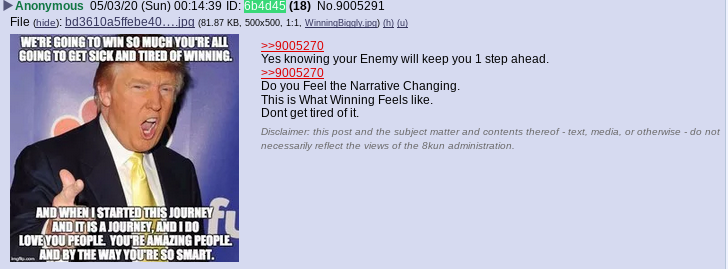 Anonymous 05/03/20 (Sun) 00:14:39 ID: 6b4d45 (18) No.9005291
File (hide): bd3610a5ffebe40….jpg (81.87 KB, 500x500, 1:1, WinningBiggly.jpg) (h) (u)
WE'RE GOING TO WIN SO MUCH YOU'RE ALL
GOING TO GET SICK AND TIRED OF WINNING.
AND WHEN I STARTED THIS JOURNEY
AND IT IS A JOURNEY, AND I DO
LOVE YOU PEOPLE. YOU'RE AMAZING PEOPLE.
AND BY THE WAY YOU'RE SO SMART.
fu
imgflip.com
>>9005270
Yes knowing your Enemy will keep you 1 step ahead.
>>9005270
Do you Feel the Narrative Changing.
This is What Winning Feels like.
Dont get tired of it.
Disclaimer: this post and the subject matter and contents thereof - text, media, or otherwise - do not
necessarily reflect the views of the 8kun administration.